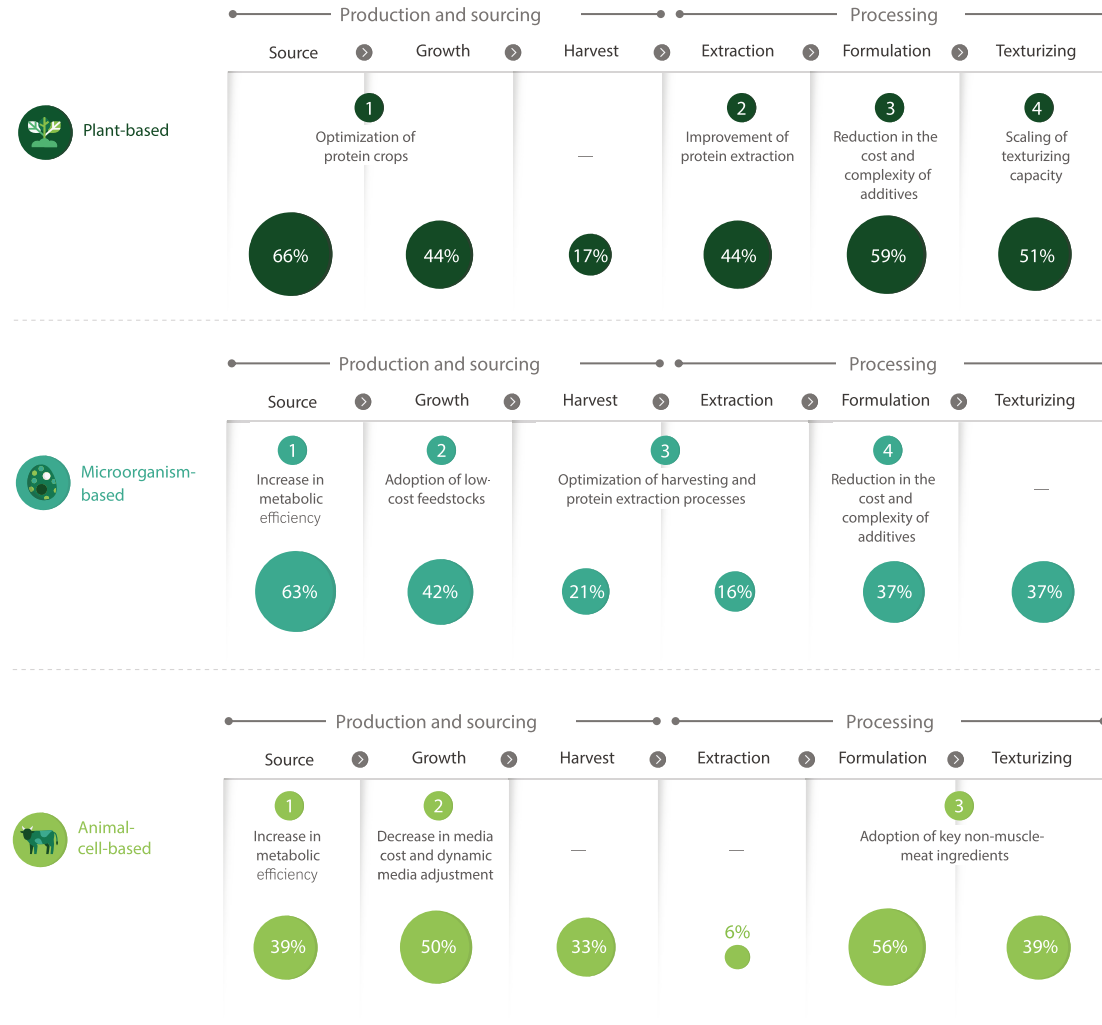 Production and sourcing
Processing
Source
Growth
Harvest
Extraction
Formulation
Texturizing
Plant-based
1
Optimization of
protein crops
—
2
Improvement of
protein extraction
3
Reduction in the
cost and
complexity of
additives
4
Scaling of
texturizing
capacity
66%
44%
17%
44%
59%
51%
Production and sourcing
Processing
Source
Growth
Harvest
Extraction
Formulation
Texturizing
Microorganism-
based
1
Increase in
metabolic
efficiency
2
Adoption of low-
cost feedstocks
3
Optimization of harvesting and
protein extraction processes
4
Reduction in the
cost and
complexity of
additives
—
63%
42%
21%
16%
37%
37%
Production and sourcing
Processing
Source
Growth
Harvest
Extraction
Formulation
Texturizing
Animal-
cell-based
1
Increase in
metabolic
efficiency
2
Decrease in media
cost and dynamic
media adjustment
—
—
3
Adoption of key non-muscle-
meat ingredients
39%
50%
33%
6%
56%
39%